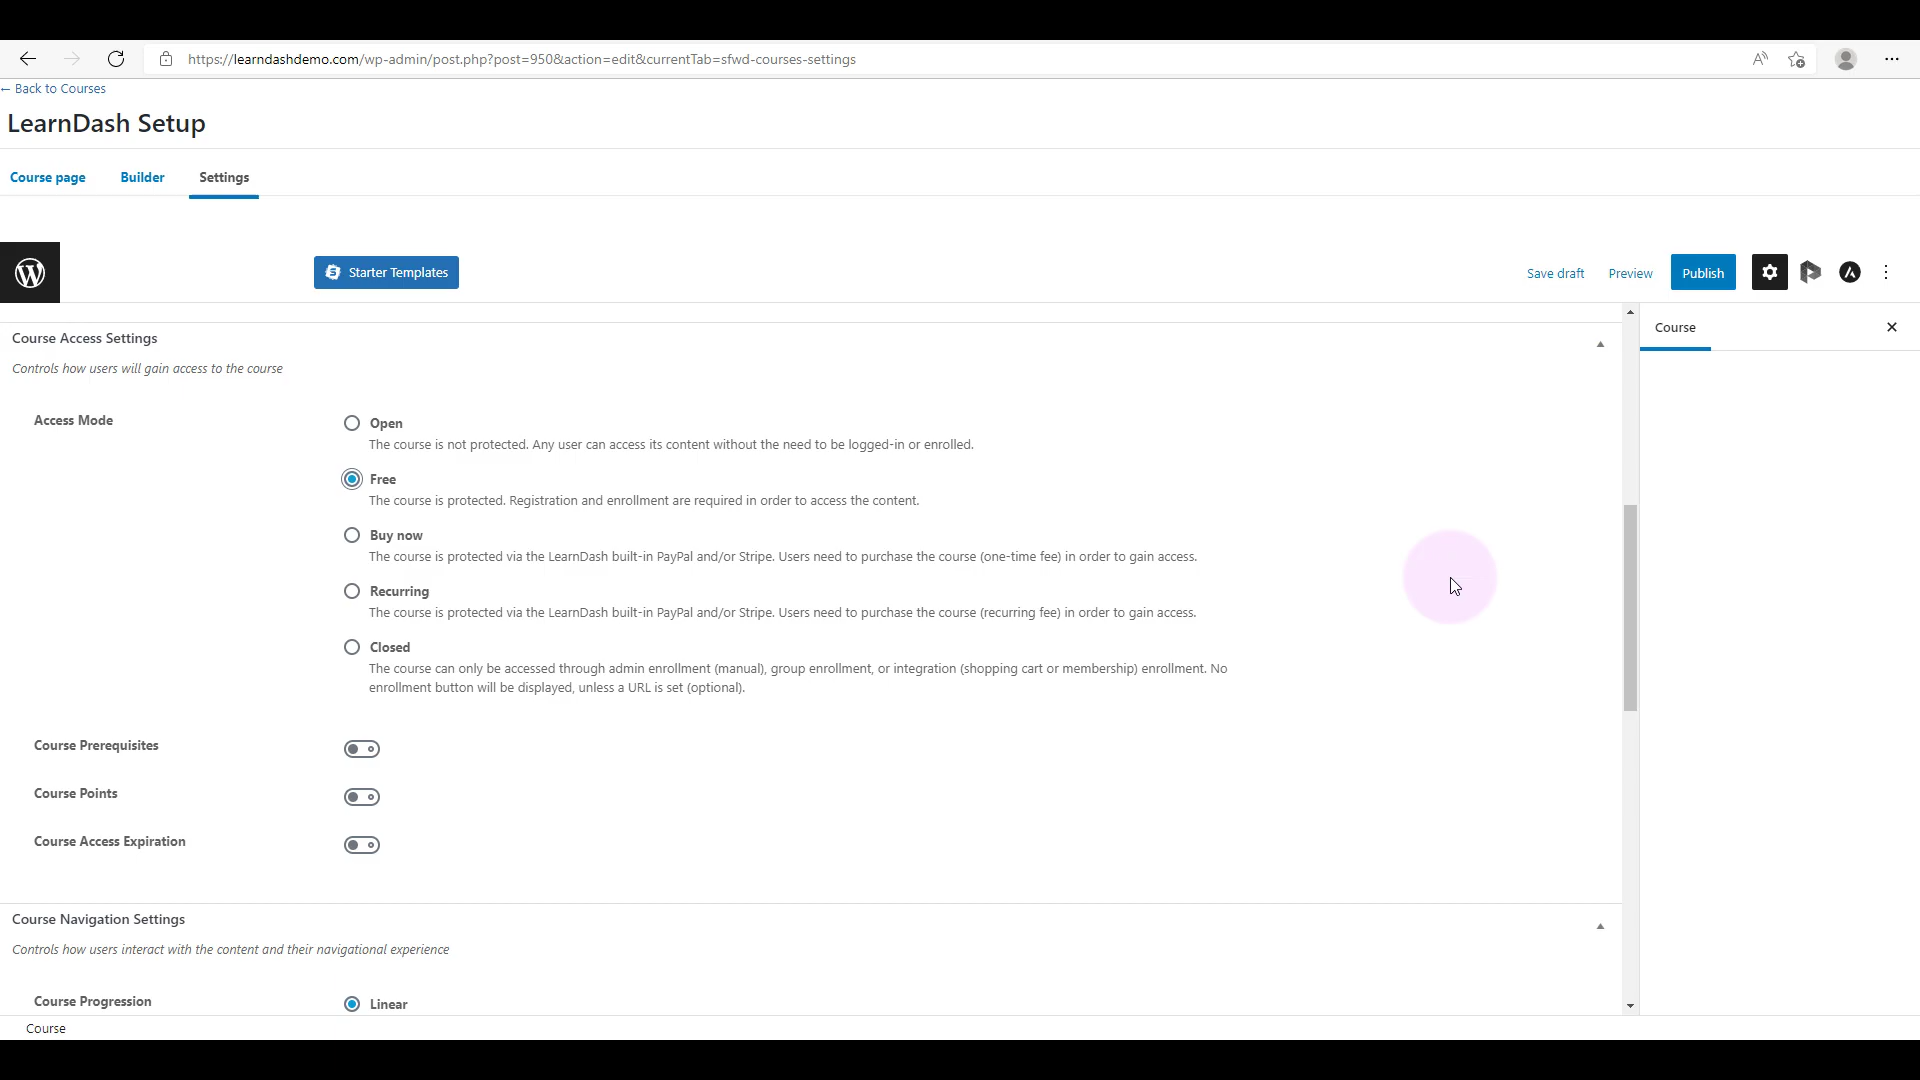 https://learndashdemo.com/wp-admin/post.php?post=950&action=edit&currentTab=sfwd-courses-settings
← Back to Courses
LearnDash Setup
Course page Builder Settings
Starter Templates Save draft Preview Publish
Course Access Settings
Course
Controls how users will gain access to the course
Access Mode
Open
The course is not protected. Any user can access its content without the need to be logged-in or enrolled.
Free
The course is protected. Registration and enrollment are required in order to access the content.
Buy now
The course is protected via the LearnDash built-in PayPal and/or Stripe. Users need to purchase the course (one-time fee) in order to gain access.
Recurring
The course is protected via the LearnDash built-in PayPal and/or Stripe. Users need to purchase the course (recurring fee) in order to gain access.
Closed
The course can only be accessed through admin enrollment (manual), group enrollment, or integration (shopping cart or membership) enrollment. No
enrollment button will be displayed, unless a URL is set (optional).
Course Prerequisites
Course Points
Course Access Expiration
Course Navigation Settings
Controls how users interact with the content and their navigational experience
Course Progression
Linear
Course